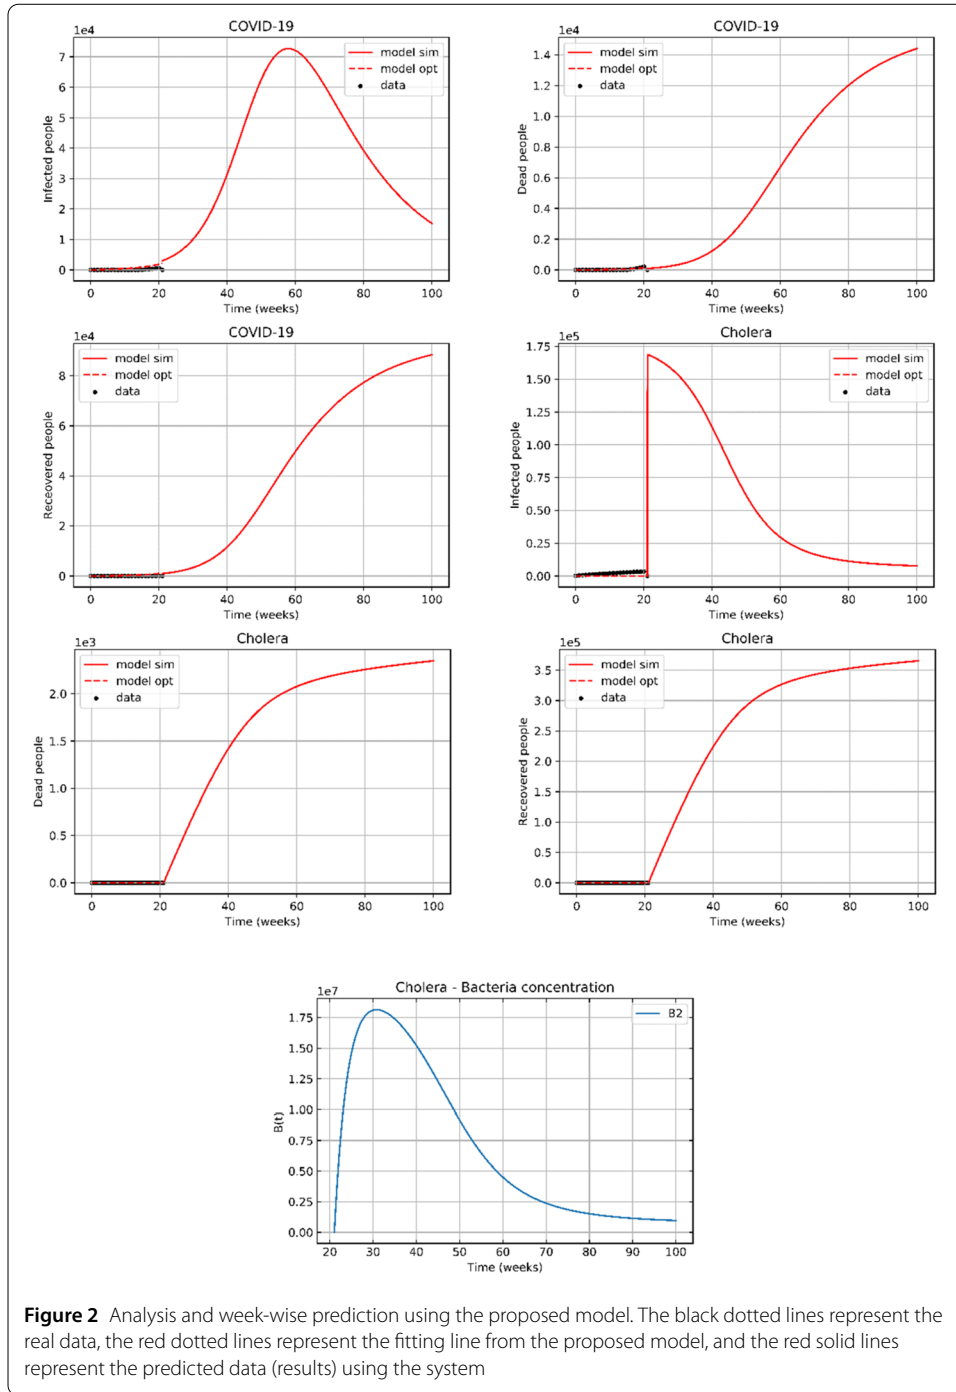 COVID-19
1e4
model sim
model opt
data
Infected people
7
6
5
4
3
2
1
0
0 20 40 60 80 100
Time (weeks)
COVID-19
1e4
model sim
model opt
data
Dead people
1.4
1.2
1.0
0.8
0.6
0.4
0.2
0.0
0 20 40 60 80 100
Time (weeks)
COVID-19
1e4
model sim
model opt
data
Receovered people
8
6
4
2
0
0 20 40 60 80 100
Time (weeks)
Cholera
1e5
model sim
model opt
data
Infected people
1.75
1.50
1.25
1.00
0.75
0.50
0.25
0.00
0 20 40 60 80 100
Time (weeks)
Cholera
1e3
model sim
model opt
data
Dead people
2.0
1.5
1.0
0.5
0.0
0 20 40 60 80 100
Time (weeks)
Cholera
1e5
model sim
model opt
data
Receovered people
3.5
3.0
2.5
2.0
1.5
1.0
0.5
0.0
0 20 40 60 80 100
Time (weeks)
Cholera - Bacteria concentration
1e7
B2
B(t)
1.75
1.50
1.25
1.00
0.75
0.50
0.25
0.00
20 30 40 50 60 70 80 90 100
Time (weeks)
Figure 2 Analysis and week-wise prediction using the proposed model. The black dotted lines represent the
real data, the red dotted lines represent the fitting line from the proposed model, and the red solid lines
represent the predicted data (results) using the system